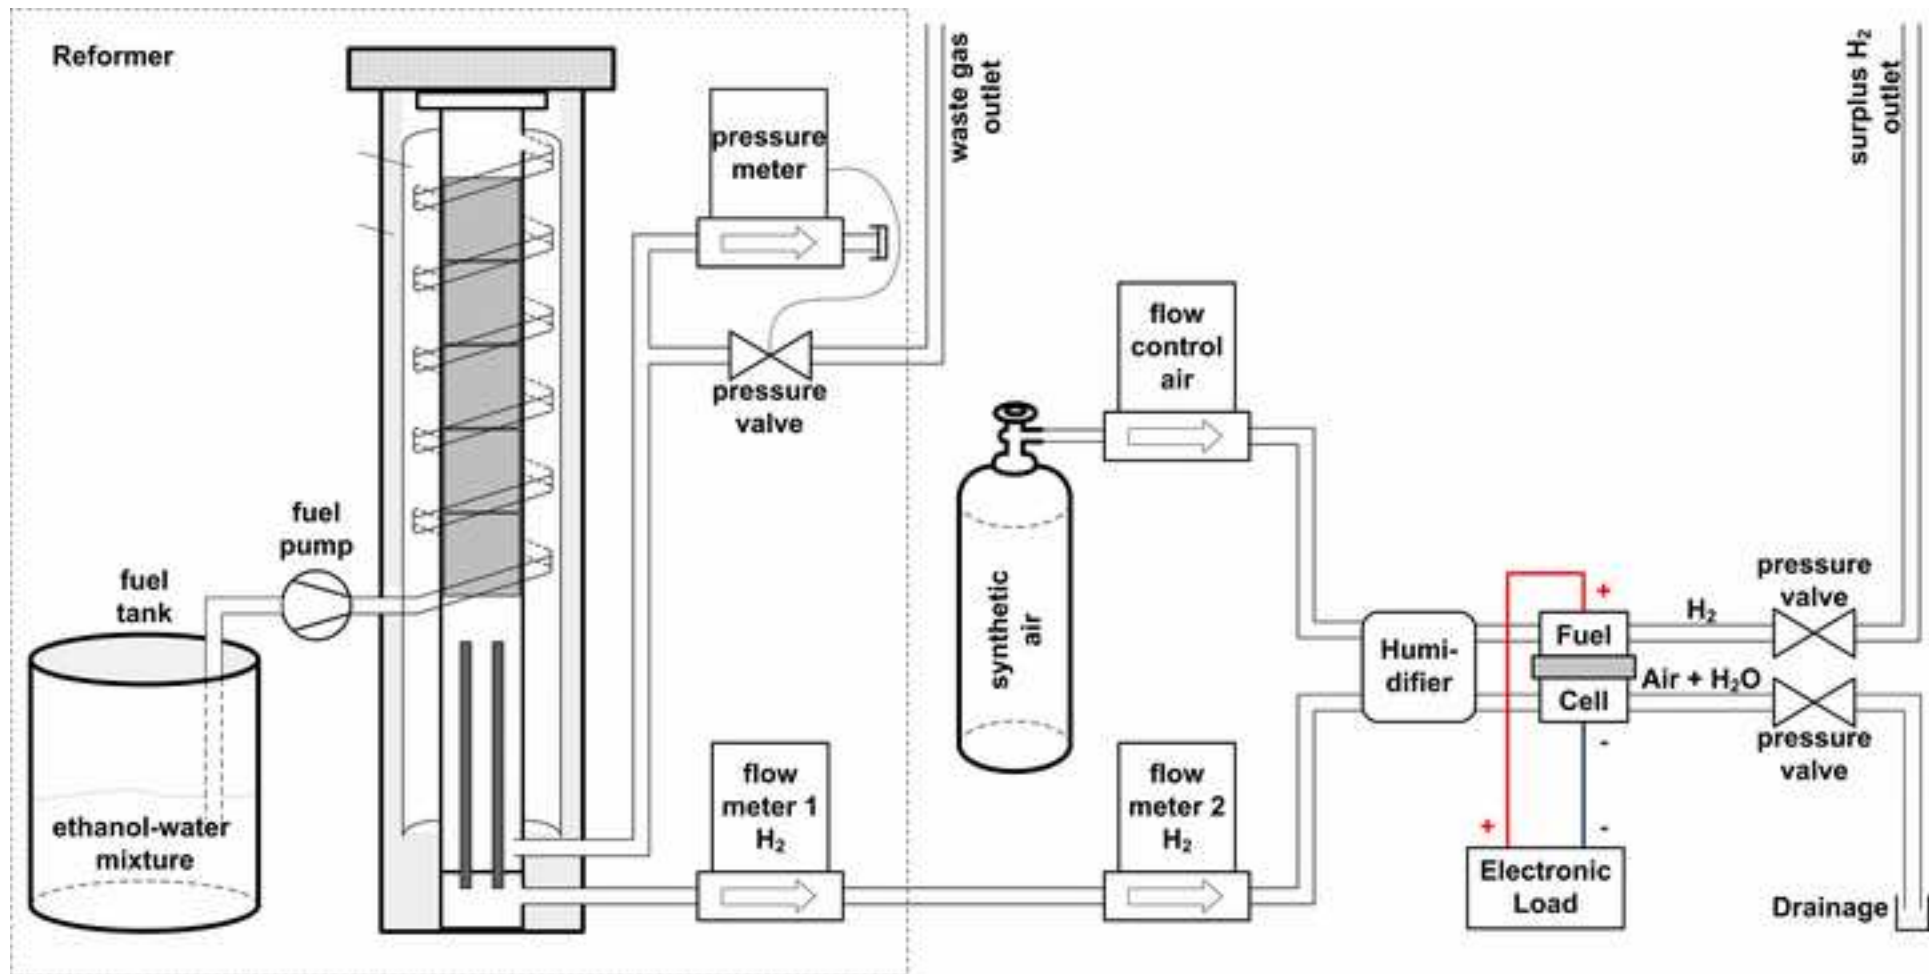 Reformer
pressure
meter
waste gas
outlet
surplus H₂
outlet
flow
control
air
pressure
valve
fuel
pump
fuel
tank
synthetic
air
pressure
valve
+
H₂
Fuel
Humi-
difier
Air + H₂O
Cell
-
pressure
valve
flow
meter 1
H₂
flow
meter 2
H₂
ethanol-water
mixture
+
-
Electronic
Load
Drainage